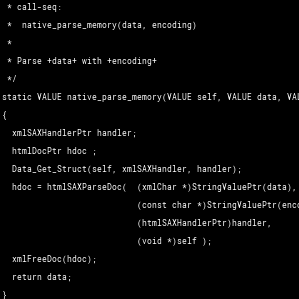 * call-seq:
*  native_parse_memory(data, encoding)
*
* Parse +data+ with +encoding+
*/
static VALUE native_parse_memory(VALUE self, VALUE data,
{
xmlSAXHandlerPtr handler;
htmlDocPtr hdoc ;
Data_Get_Struct(self, xmlSAXHandler, handler);
hdoc = htmlSAXParseDoc(  (xmlChar *)StringValuePtr(data),
(const char *)StringValuePtr(enc
(htmlSAXHandlerPtr)handler,
(void *)self );
xmlFreeDoc(hdoc);
return data;
}